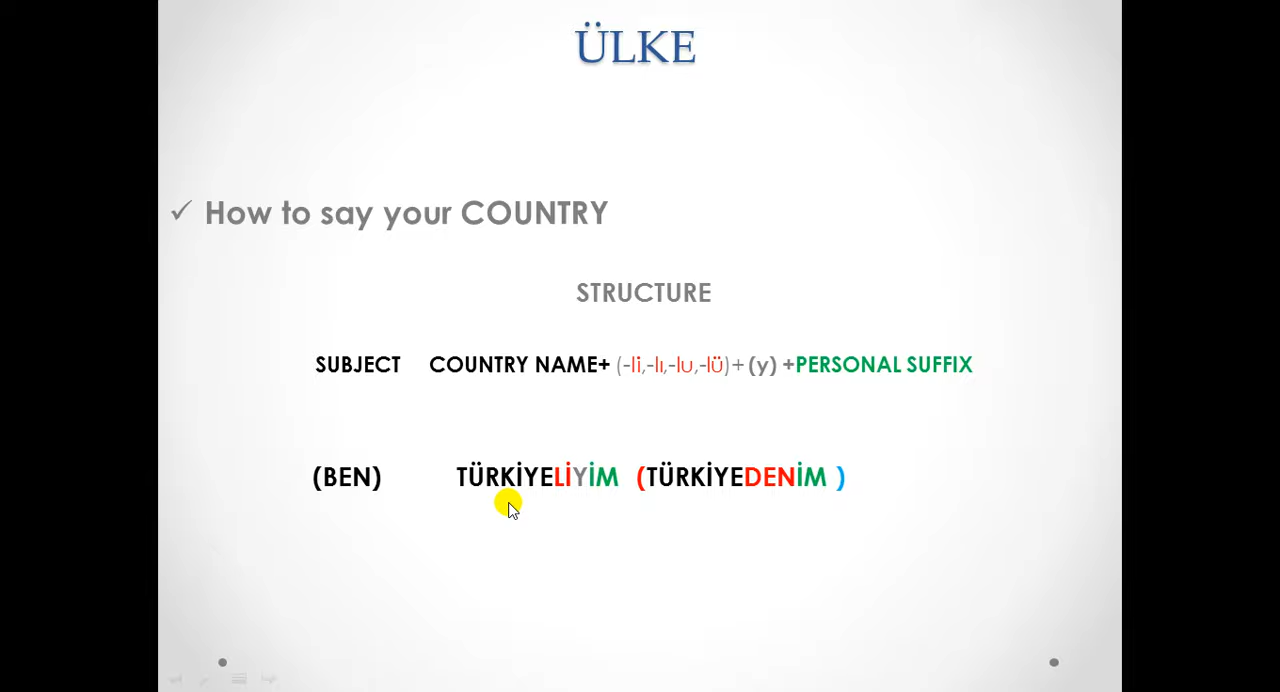 ÜLKE
✓ How to say your COUNTRY
STRUCTURE
SUBJECT COUNTRY NAME+ (-li,-lı,-lu,-lü)+(y) +PERSONAL SUFFIX
(BEN) TÜRKİYELİYİM (TÜRKİYEDENİM )